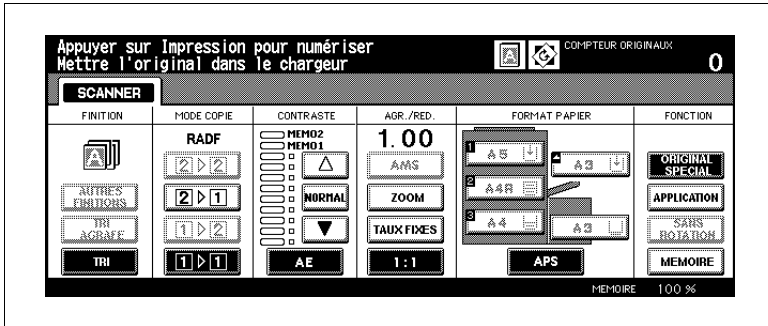 Appuyer sur Impression pour numériser
Mettre l'original dans le chargeur
COMPTEUR ORIGINAUX
0
SCANNER
FINITION
MODE COPIE
CONTRASTE
AGR./RED.
FORMAT PAPIER
FONCTION
A
AUTRES
FINITIONS
TRI
AGRAFE
TRI
RADF
2 ▷ 2
2 ▷ 1
1 ▷ 2
1 ▷ 1
MEMO2
MEMO1
NORMAL
AE
1.00
AMS
ZOOM
TAUX FIXES
1:1
1 A5
2 A4R
3 A4
A3
A3
APS
ORIGINAL
SPECIAL
APPLICATION
SANS
ROTATION
MEMOIRE
MEMOIRE 100 %